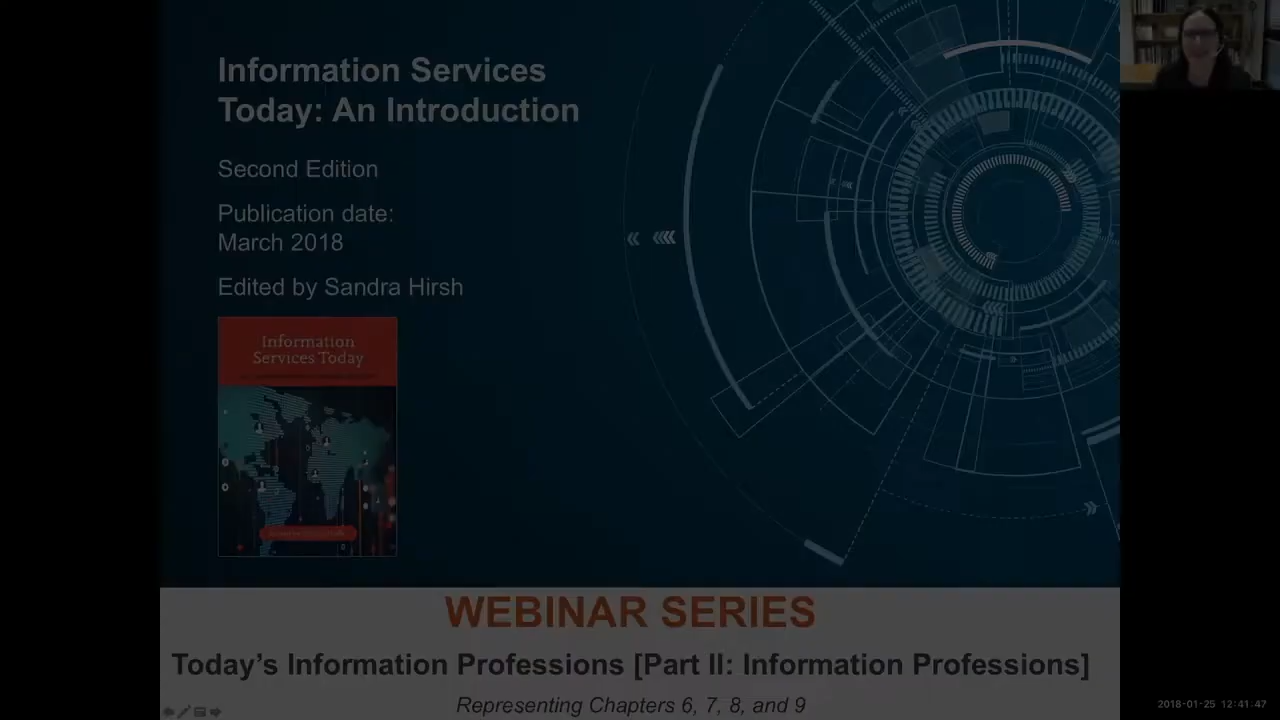 Information Services
Today: An Introduction
Second Edition
Publication date:
March 2018
Edited by Sandra Hirsh
Information
Services Today
WEBINAR SERIES
Today's Information Professions [Part II: Information Professions]
Representing Chapters 6, 7, 8, and 9
2018-01-25 12:41:47